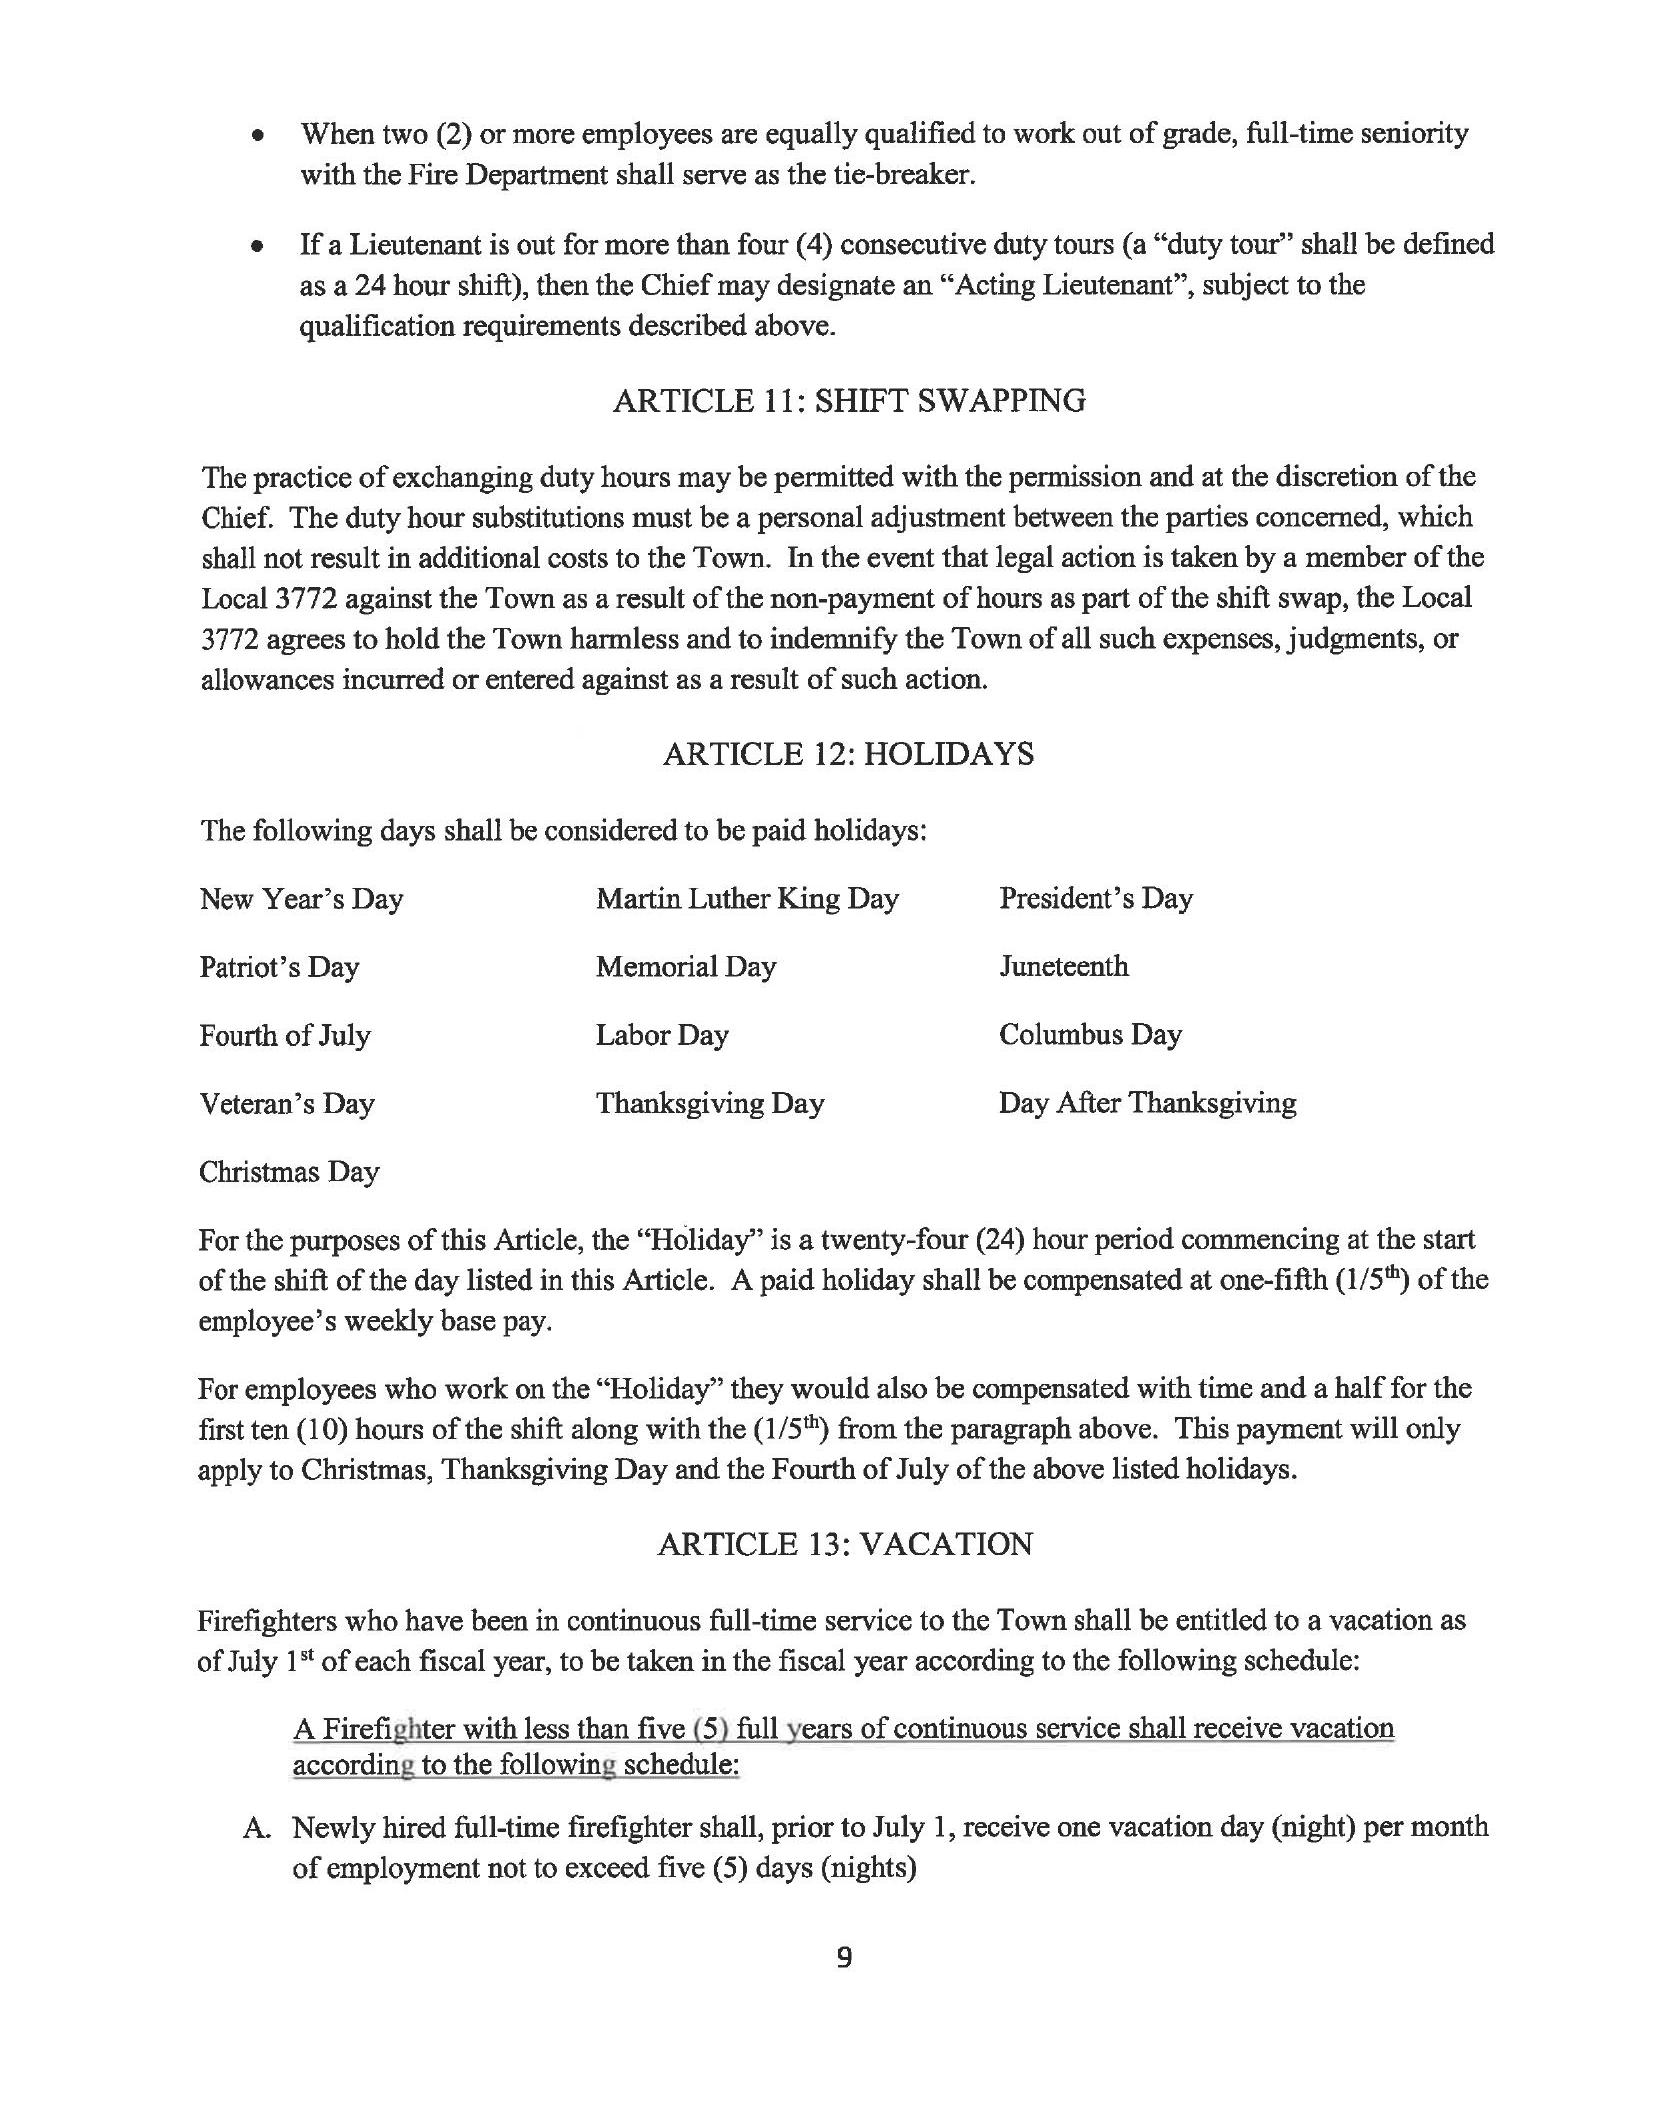 • When two (2) or more employees are equally qualified to work out of grade, full-time seniority
with the Fire Department shall serve as the tie-breaker.
• If a Lieutenant is out for more than four (4) consecutive duty tours (a “duty tour” shall be defined
as a 24 hour shift), then the Chief may designate an “Acting Lieutenant”, subject to the
qualification requirements described above.
ARTICLE 11: SHIFT SWAPPING
The practice of exchanging duty hours may be permitted with the permission and at the discretion of the
Chief. The duty hour substitutions must be a personal adjustment between the parties concerned, which
shall not result in additional costs to the Town. In the event that legal action is taken by a member of the
Local 3772 against the Town as a result of the non-payment of hours as part of the shift swap, the Local
3772 agrees to hold the Town harmless and to indemnify the Town of all such expenses, judgments, or
allowances incurred or entered against as a result of such action.
ARTICLE 12: HOLIDAYS
The following days shall be considered to be paid holidays:
New Year’s Day Martin Luther King Day President’s Day
Patriot’s Day Memorial Day Juneteenth
Fourth of July Labor Day Columbus Day
Veteran’s Day Thanksgiving Day Day After Thanksgiving
Christmas Day
For the purposes of this Article, the “Holiday” is a twenty-four (24) hour period commencing at the start
of the shift of the day listed in this Article. A paid holiday shall be compensated at one-fifth (1/5th) of the
employee’s weekly base pay.
For employees who work on the “Holiday” they would also be compensated with time and a half for the
first ten (10) hours of the shift along with the (1/5th) from the paragraph above. This payment will only
apply to Christmas, Thanksgiving Day and the Fourth of July of the above listed holidays.
ARTICLE 13: VACATION
Firefighters who have been in continuous full-time service to the Town shall be entitled to a vacation as
of July 1st of each fiscal year, to be taken in the fiscal year according to the following schedule:
A Firefighter with less than five (5) full years of continuous service shall receive vacation
according to the following schedule:
A. Newly hired full-time firefighter shall, prior to July 1, receive one vacation day (night) per month
of employment not to exceed five (5) days (nights)
9